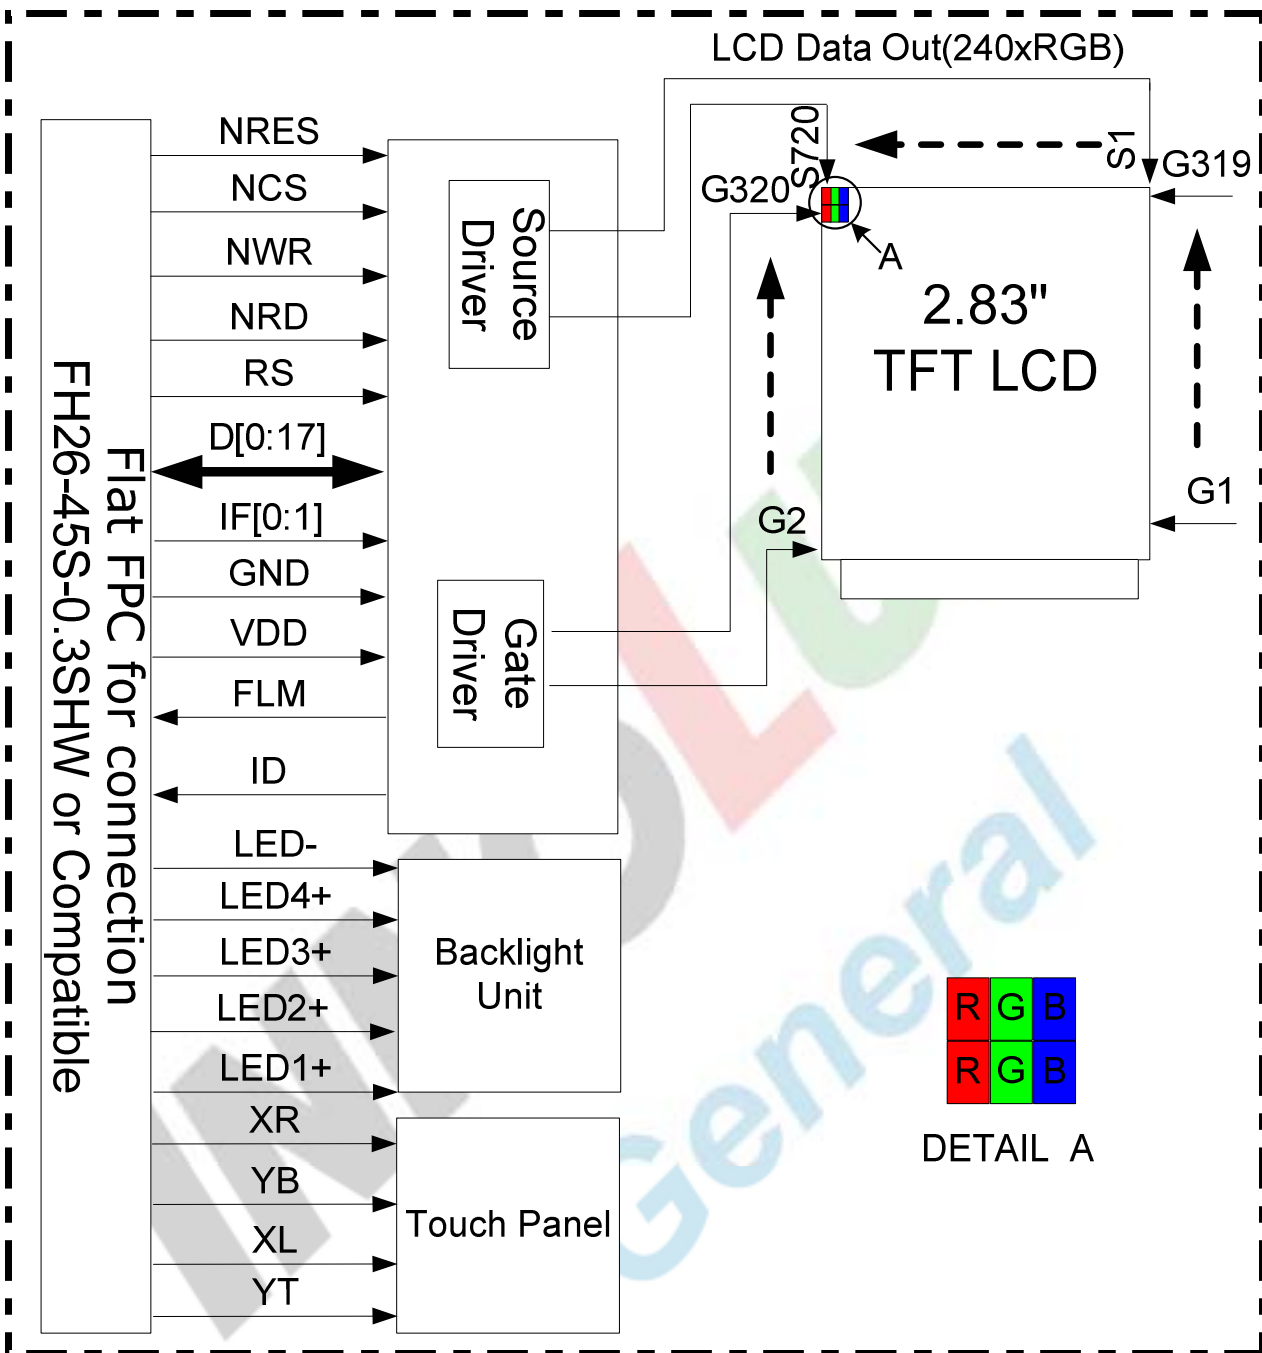 LCD Data Out(240xRGB)
NRES
NCS
NWR
NRD
RS
D[0:17]
IF[0:1]
GND
VDD
FLM
ID
LED-
LED4+
LED3+
LED2+
LED1+
XR
YB
XL
YT
Flat FPC for connection
FH26-45S-0.3SHW or Compatible
Source
Driver
Gate
Driver
Backlight
Unit
Touch Panel
S720
S1
G320
G319
A
2.83"
TFT LCD
G2
G1
R G B
R G B
DETAIL A
General